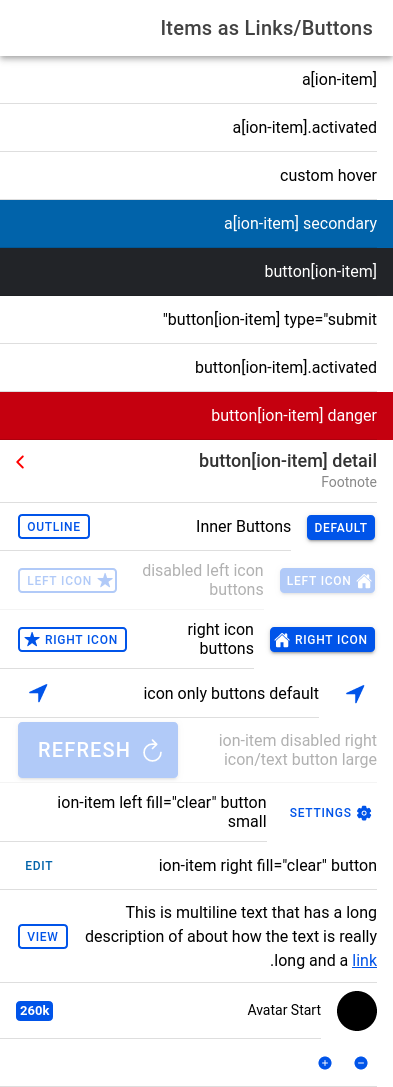 Items as Links/Buttons
a[ion-item]
a[ion-item].activated
custom hover
a[ion-item] secondary
button[ion-item]
"button[ion-item] type="submit
button[ion-item].activated
button[ion-item] danger
button[ion-item] detail
Footnote
DEFAULT
Inner Buttons
OUTLINE
LEFT ICON
disabled left icon
buttons
LEFT ICON
RIGHT ICON
right icon
buttons
RIGHT ICON
icon only buttons default
ion-item disabled right
icon/text button large
REFRESH
SETTINGS
ion-item left fill="clear" button
small
ion-item right fill="clear" button
EDIT
This is multiline text that has a long
description of about how the text is really
.long and a link
VIEW
Avatar Start
260k